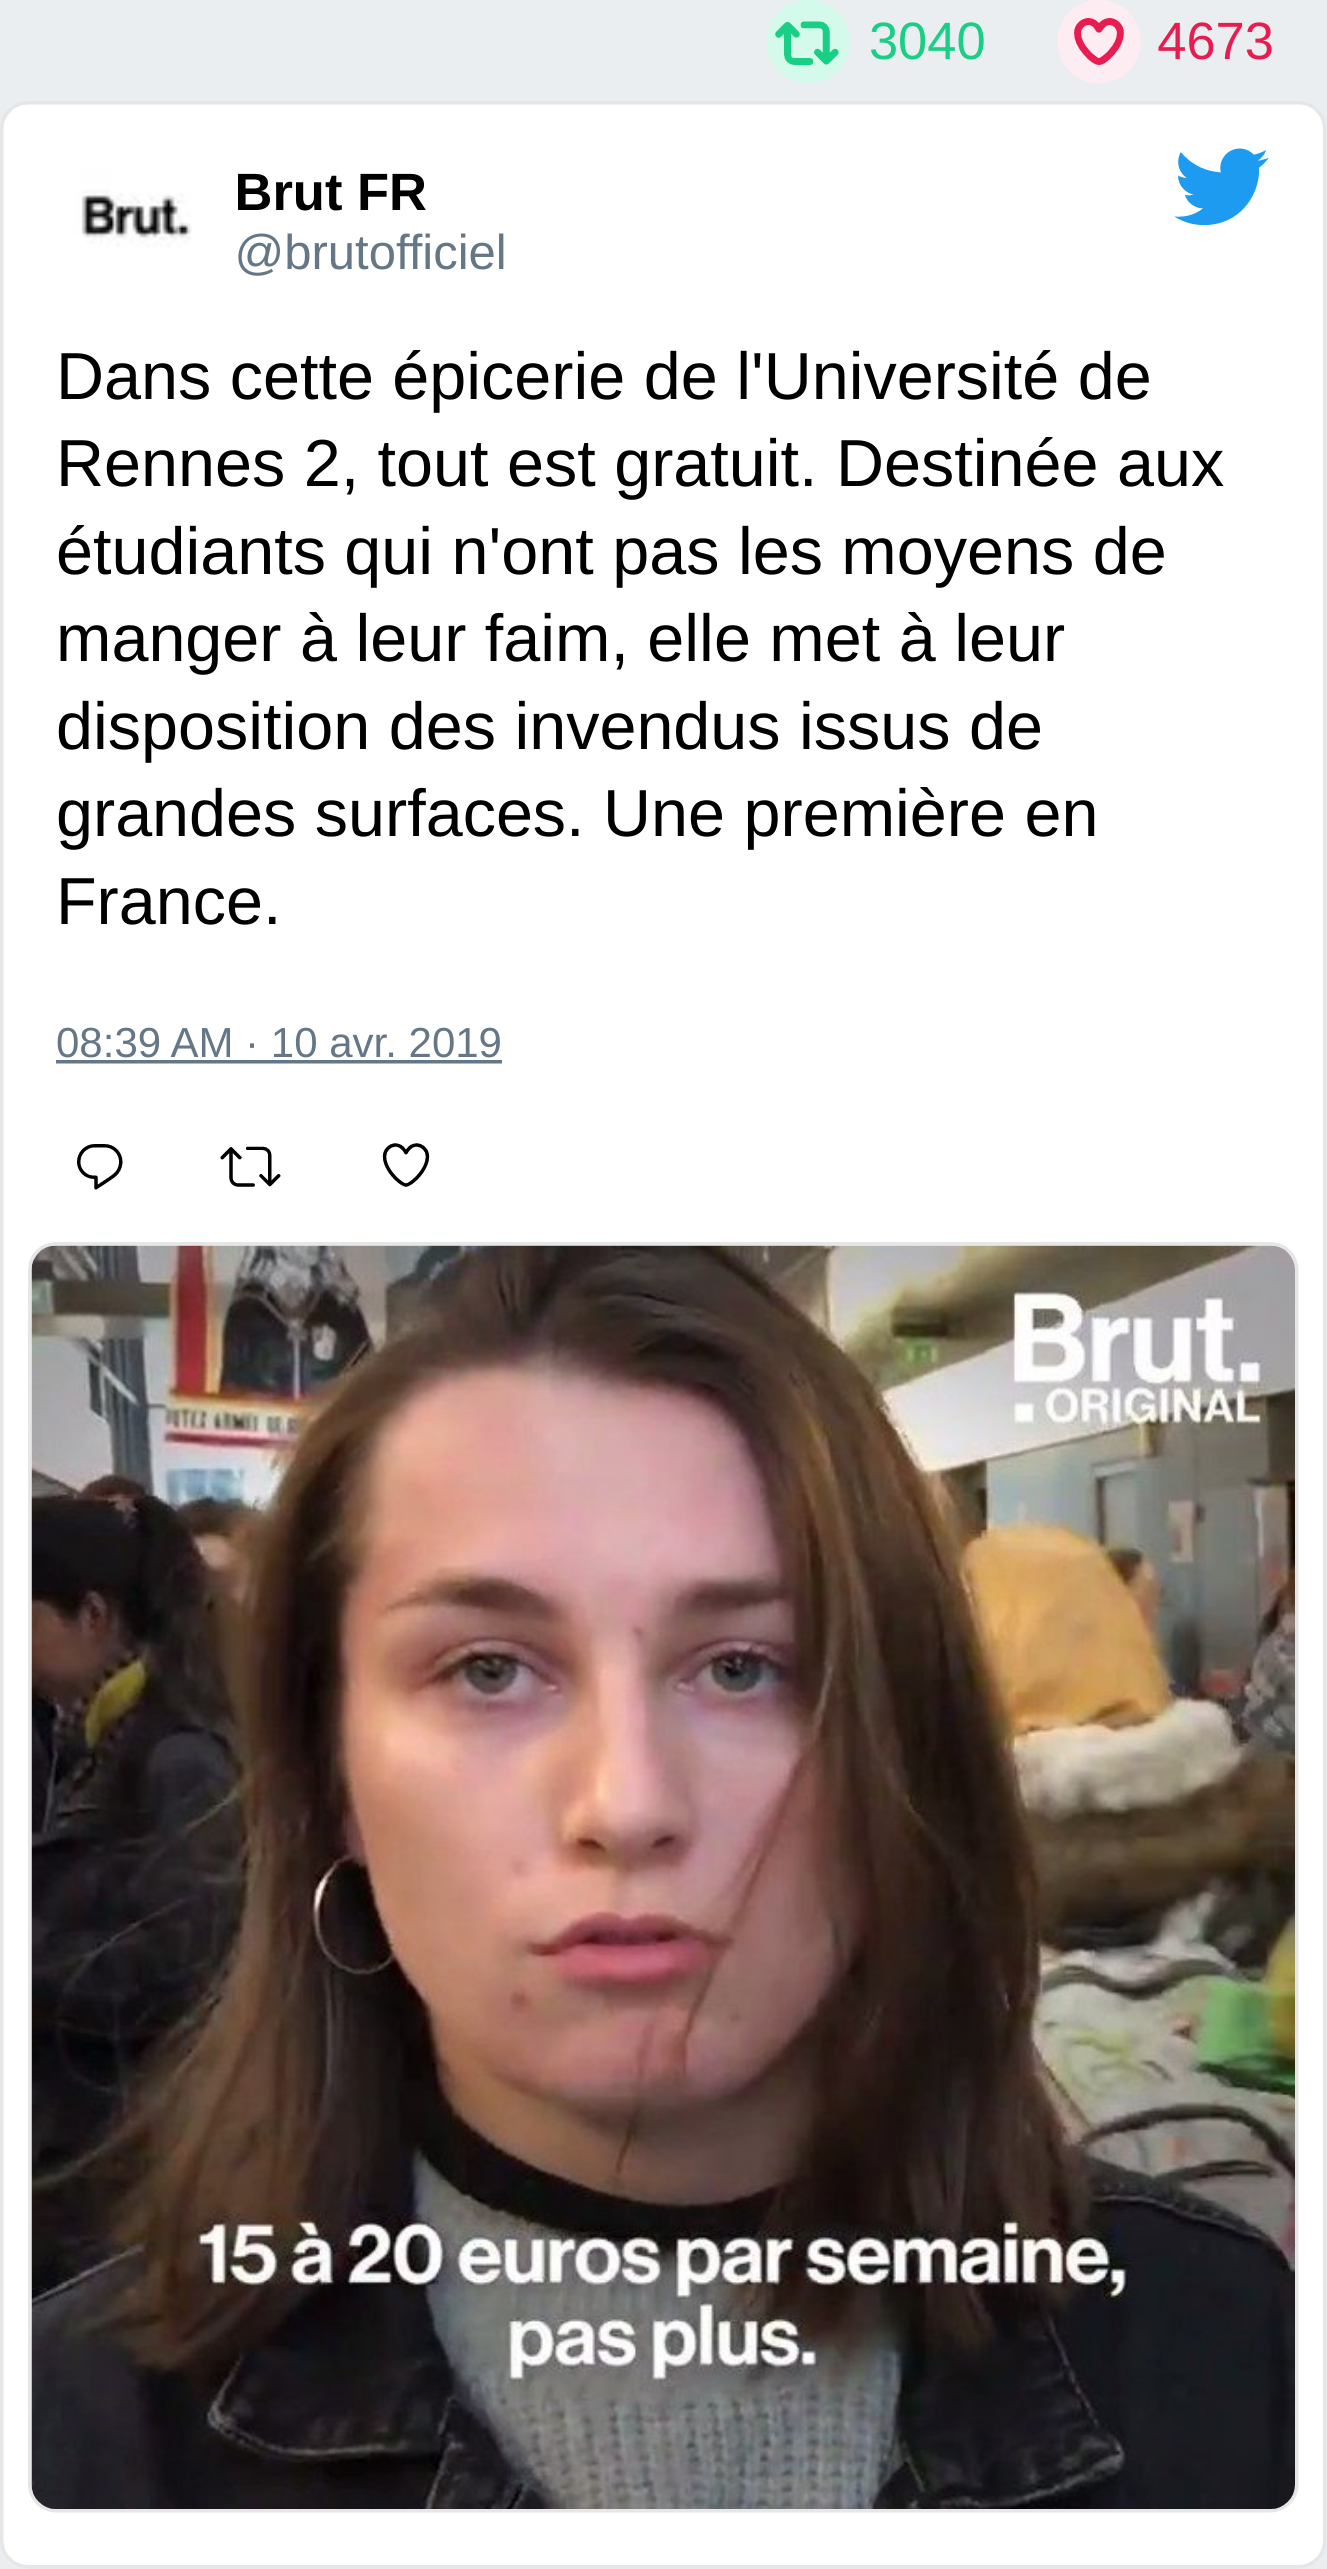 3040 4673
Brut.
Brut FR
@brutofficiel
Dans cette épicerie de l'Université de
Rennes 2, tout est gratuit. Destinée aux
étudiants qui n'ont pas les moyens de
manger à leur faim, elle met à leur
disposition des invendus issus de
grandes surfaces. Une première en
France.
08:39 AM · 10 avr. 2019
Brut.
ORIGINAL
15 à 20 euros par semaine,
pas plus.